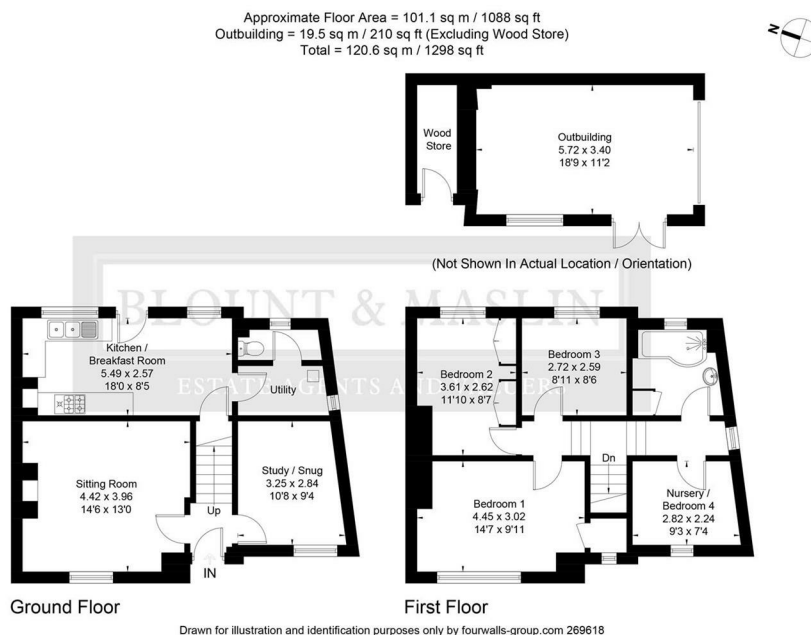 Approximate Floor Area = 101.1 sq m / 1088 sq ft
Outbuilding = 19.5 sq m / 210 sq ft (Excluding Wood Store)
Total = 120.6 sq m / 1298 sq ft
N
Wood
Store
Outbuilding
5.72 x 3.40
18'9 x 11'2
(Not Shown In Actual Location / Orientation)
BLOUNT & MASLIN
ESTATE AGENTS AND
Kitchen /
Breakfast Room
5.49 x 2.57
18'0 x 8'5
Utility
Sitting Room
4.42 x 3.96
14'6 x 13'0
Study / Snug
3.25 x 2.84
10'8 x 9'4
Up
IN
Ground Floor
Bedroom 2
3.61 x 2.62
11'10 x 8'7
Bedroom 3
2.72 x 2.59
8'11 x 8'6
Dn
Bedroom 1
4.45 x 3.02
14'7 x 9'11
Nursery /
Bedroom 4
2.82 x 2.24
9'3 x 7'4
First Floor
Drawn for illustration and identification purposes only by fourwalls-group.com 269618